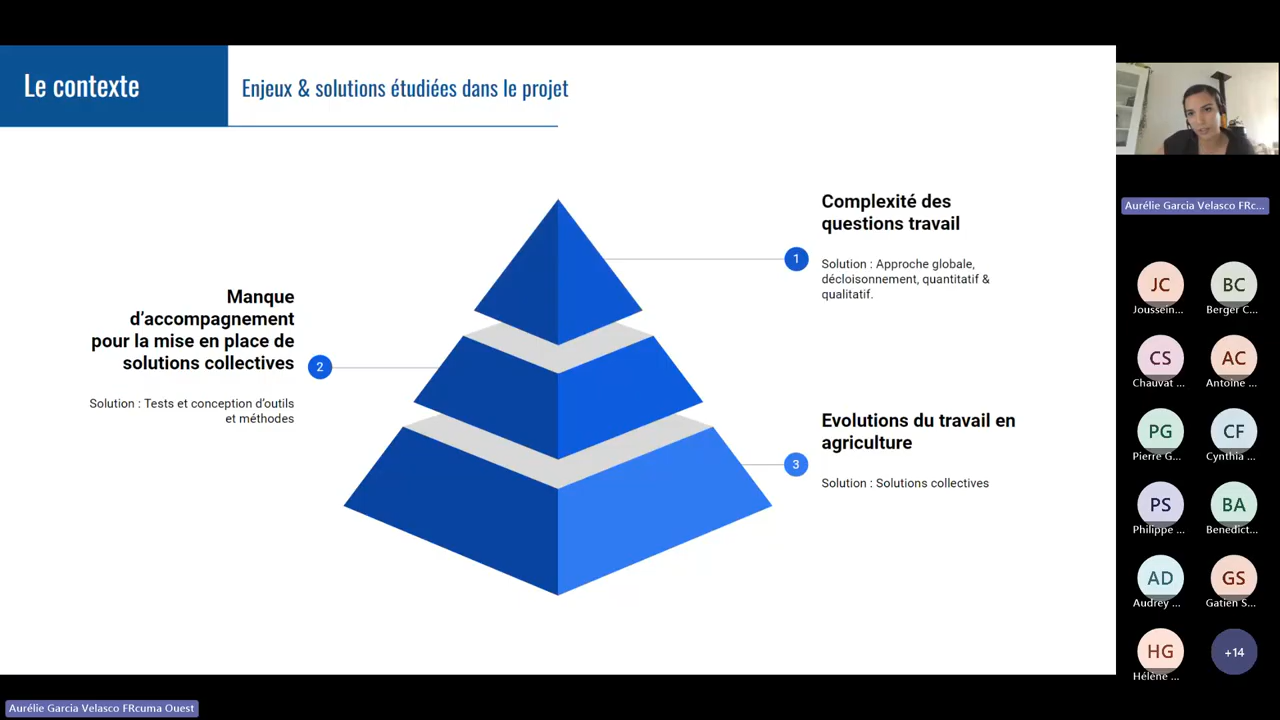 Le contexte
Enjeux & solutions étudiées dans le projet
Complexité des
questions travail
1
Solution : Approche globale,
décloisonnement, quantitatif &
qualitatif.
Manque
d'accompagnement
pour la mise en place de
solutions collectives
2
Solution : Tests et conception d'outils
et méthodes
Evolutions du travail en
agriculture
3
Solution : Solutions collectives
Aurélie Garcia Velasco FRc...
JC
BC
Joussein...
Berger C...
CS
AC
Chauvat ...
Antoine ...
PG
CF
Pierre G...
Cynthia ...
PS
BA
Philippe ...
Benedict...
AD
GS
Audrey ...
Gatien S...
HG
+14
Hélène ...
Aurélie Garcia Velasco FRcuma Ouest